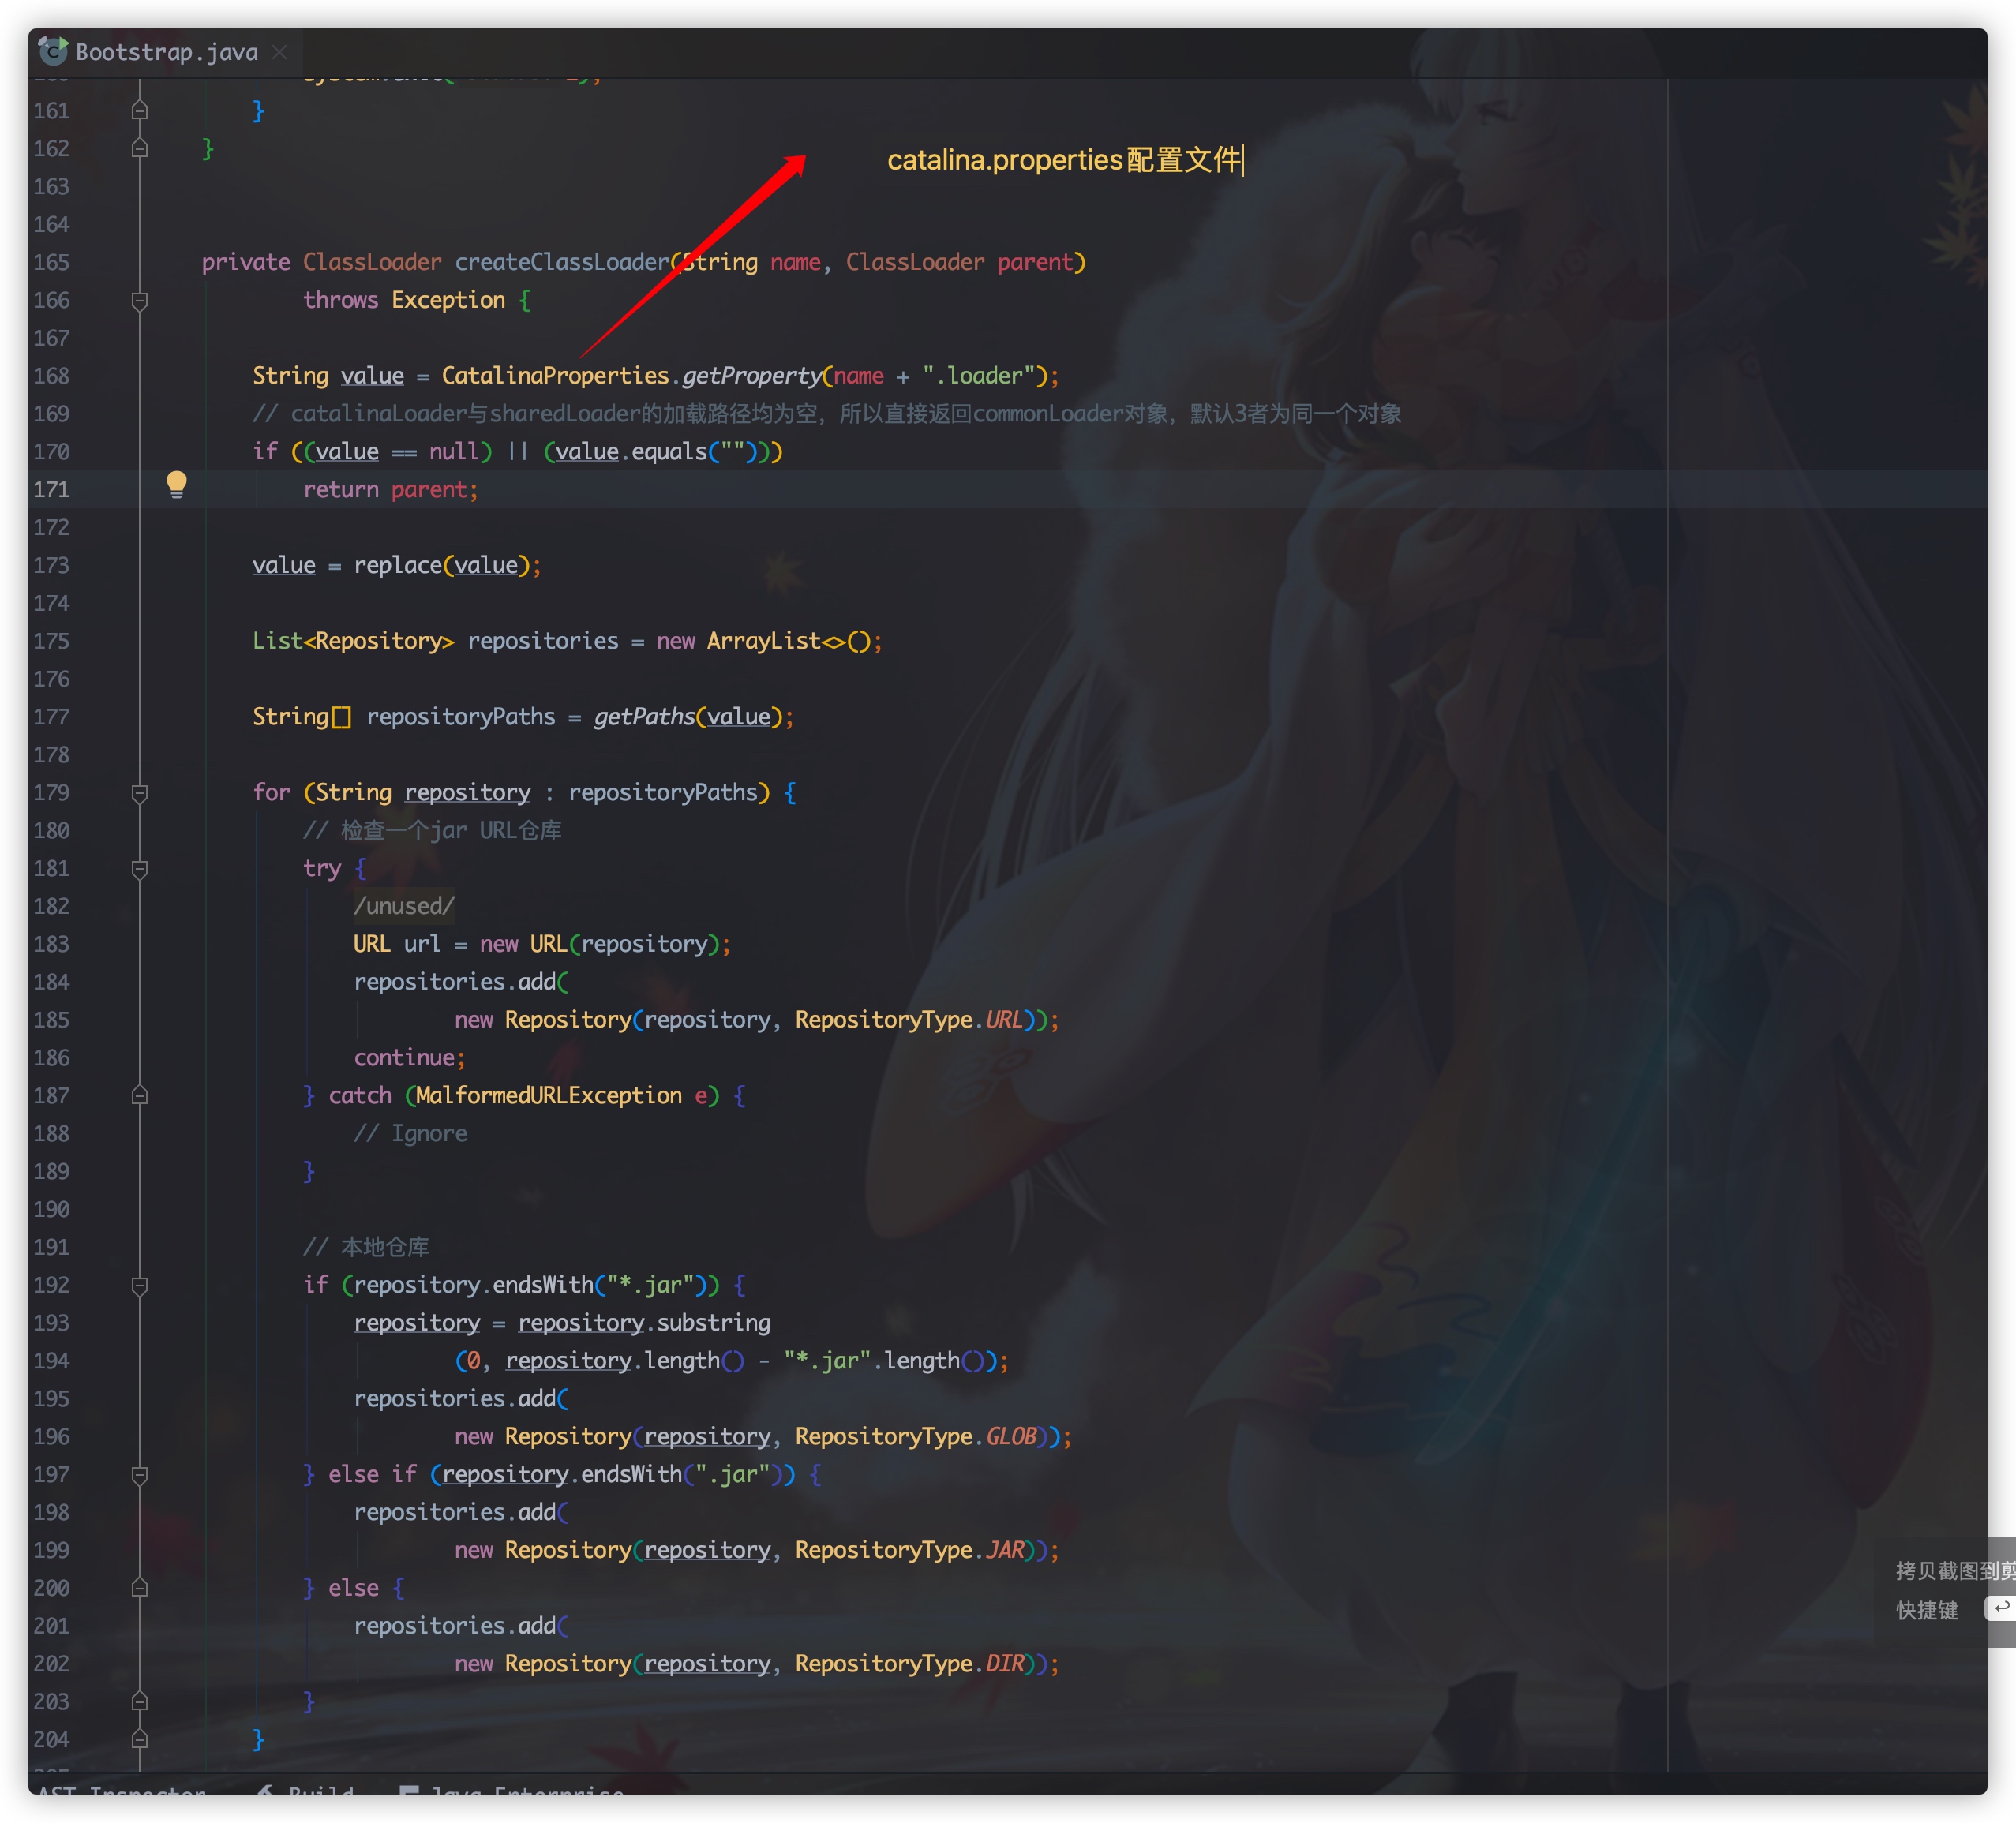 Bootstrap.java
161 }
162 }
catalina.properties配置文件
163
164
165 private ClassLoader createClassLoader(String name, ClassLoader parent)
166 throws Exception {
167
168 String value = CatalinaProperties.getProperty(name + ".loader");
169 // catalinaLoader与sharedLoader的加载路径均为空，所以直接返回commonLoader对象，默认3者为同一个对象
170 if ((value == null) || (value.equals("")))
171 return parent;
172
173 value = replace(value);
174
175 List<Repository> repositories = new ArrayList<>();
176
177 String[] repositoryPaths = getPaths(value);
178
179 for (String repository : repositoryPaths) {
180 // 检查一个jar URL仓库
181 try {
182 /unused/
183 URL url = new URL(repository);
184 repositories.add(
185 new Repository(repository, RepositoryType.URL));
186 continue;
187 } catch (MalformedURLException e) {
188 // Ignore
189 }
190
191 // 本地仓库
192 if (repository.endsWith("*.jar")) {
193 repository = repository.substring
194 (0, repository.length() - "*.jar".length());
195 repositories.add(
196 new Repository(repository, RepositoryType.GLOB));
197 } else if (repository.endsWith(".jar")) {
198 repositories.add(
199 new Repository(repository, RepositoryType.JAR));
200 } else {
201 repositories.add(
202 new Repository(repository, RepositoryType.DIR));
203 }
204 }
拷贝截图到剪
快捷键
AST Inspector Build Java Enterprise